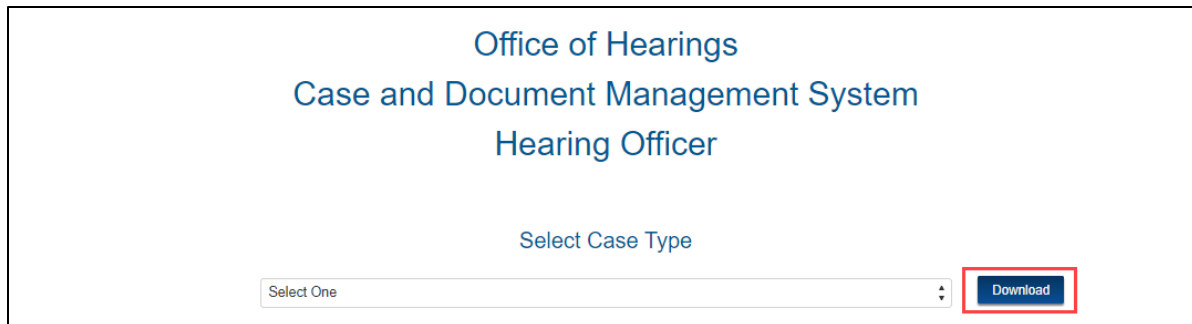 Office of Hearings
Case and Document Management System
Hearing Officer
Select Case Type
Select One
Download